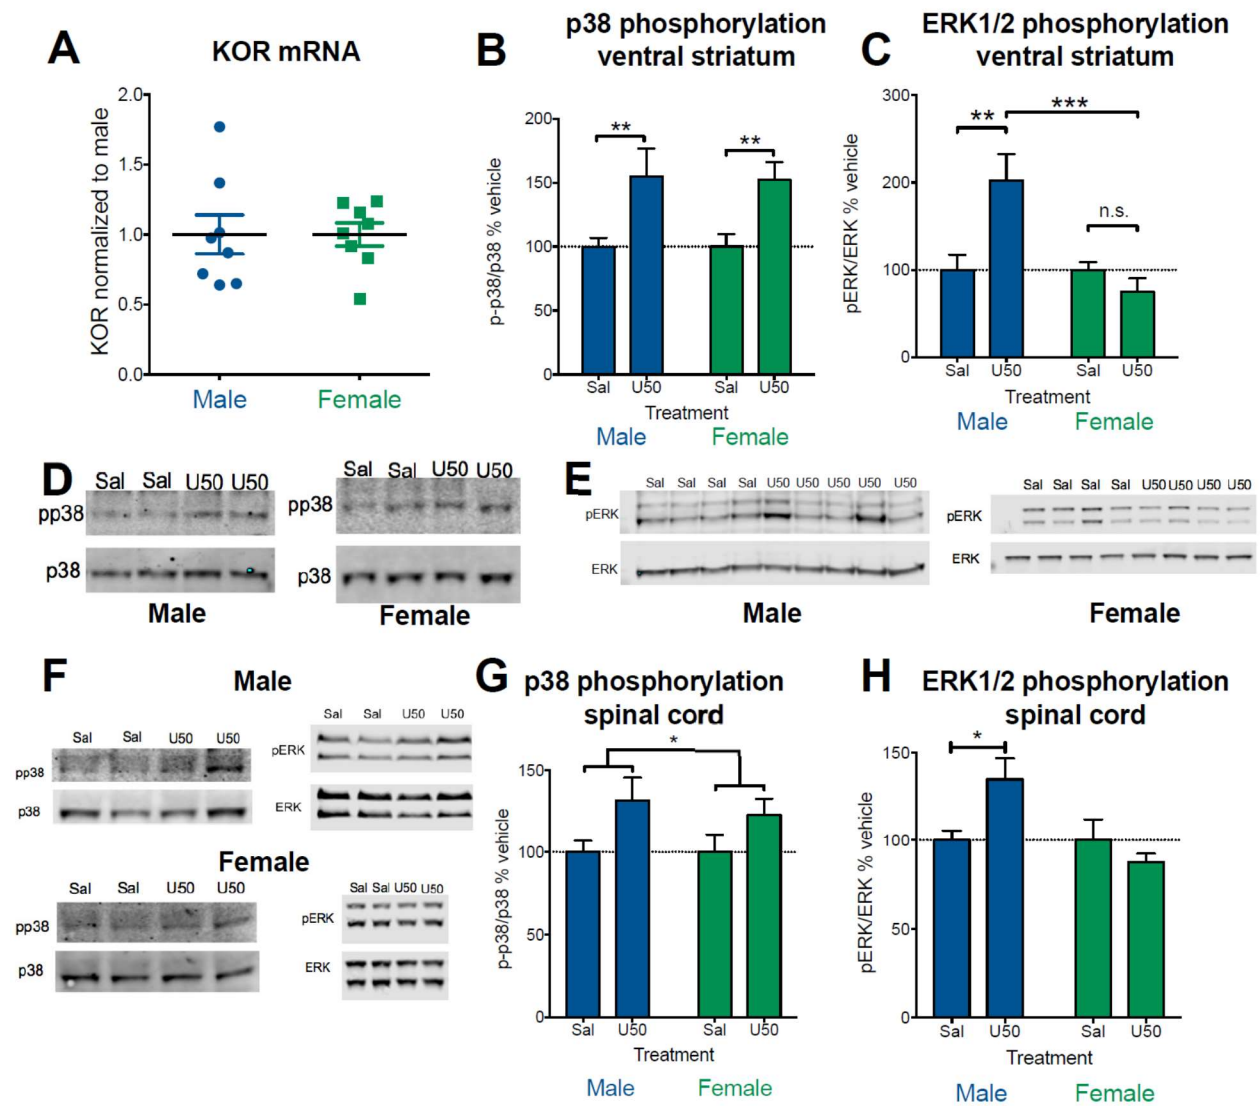 A
KOR mRNA
KOR normalized to male
2.0
1.5
1.0
0.5
0.0
Male
Female
B
p38 phosphorylation
ventral striatum
p-p38/p38 % vehicle
200
150
100
50
0
**
**
Sal
U50
Sal
U50
Treatment
Male
Female
C
ERK1/2 phosphorylation
ventral striatum
pERK/ERK % vehicle
300
200
100
0
**
***
n.s.
Sal
U50
Sal
U50
Treatment
Male
Female
D
Sal Sal U50 U50
pp38
p38
Male
Sal Sal U50 U50
pp38
p38
Female
E
Sal Sal Sal Sal U50 U50 U50 U50 U50
pERK
ERK
Male
Sal Sal Sal Sal U50 U50 U50 U50
pERK
ERK
Female
F
Male
Sal Sal U50 U50
pp38
p38
Sal Sal U50 U50
pERK
ERK
Female
Sal Sal U50 U50
pp38
p38
Sal Sal U50 U50
pERK
ERK
G
p38 phosphorylation
spinal cord
p-p38/p38 % vehicle
150
100
50
0
*
Sal
U50
Sal
U50
Treatment
Male
Female
H
ERK1/2 phosphorylation
spinal cord
pERK/ERK % vehicle
150
100
50
0
*
Sal
U50
Sal
U50
Treatment
Male
Female